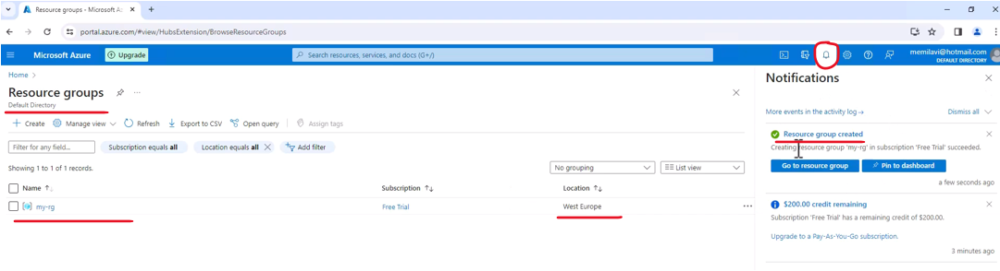 Resource groups - Microsoft Az
portal.azure.com/#view/HubsExtension/BrowseResourceGroups
Microsoft Azure
Upgrade
Search resources, services, and docs (G+/)
memilavi@hotmail.com
DEFAULT DIRECTORY
Home
Resource groups
Default Directory
Create
Manage view
Refresh
Export to CSV
Open query
Assign tags
Filter for any field...
Subscription equals all
Location equals all
Add filter
Showing 1 to 1 of 1 records.
No grouping
List view
Name
Subscription
Location
my-rg
Free Trial
West Europe
Notifications
More events in the activity log
Dismiss all
Resource group created
Creating resource group 'my-rg' in subscription 'Free Trial' succeeded.
Go to resource group
Pin to dashboard
a few seconds ago
$200.00 credit remaining
Subscription 'Free Trial' has a remaining credit of $200.00.
Upgrade to a Pay-As-You-Go subscription.
3 minutes ago